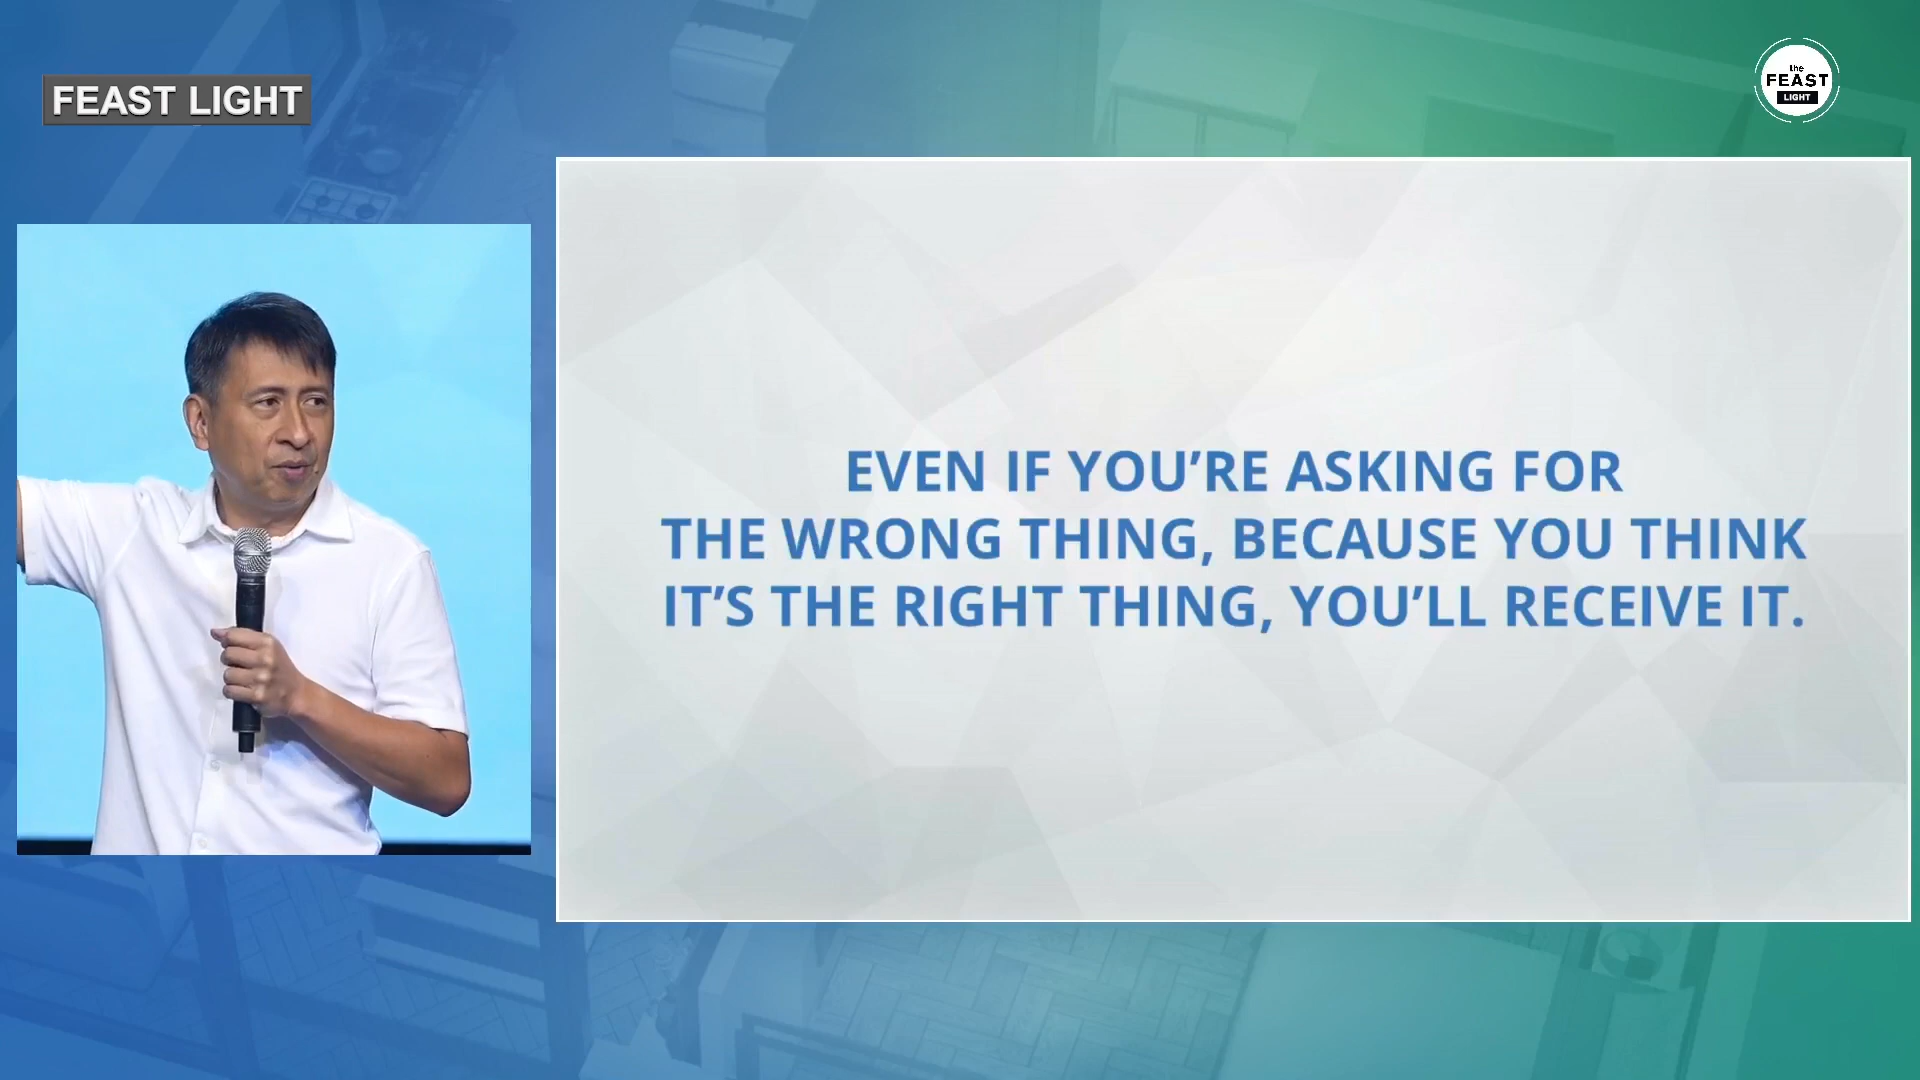 FEAST LIGHT
the
FEAST
LIGHT
EVEN IF YOU’RE ASKING FOR
THE WRONG THING, BECAUSE YOU THINK
IT’S THE RIGHT THING, YOU’LL RECEIVE IT.